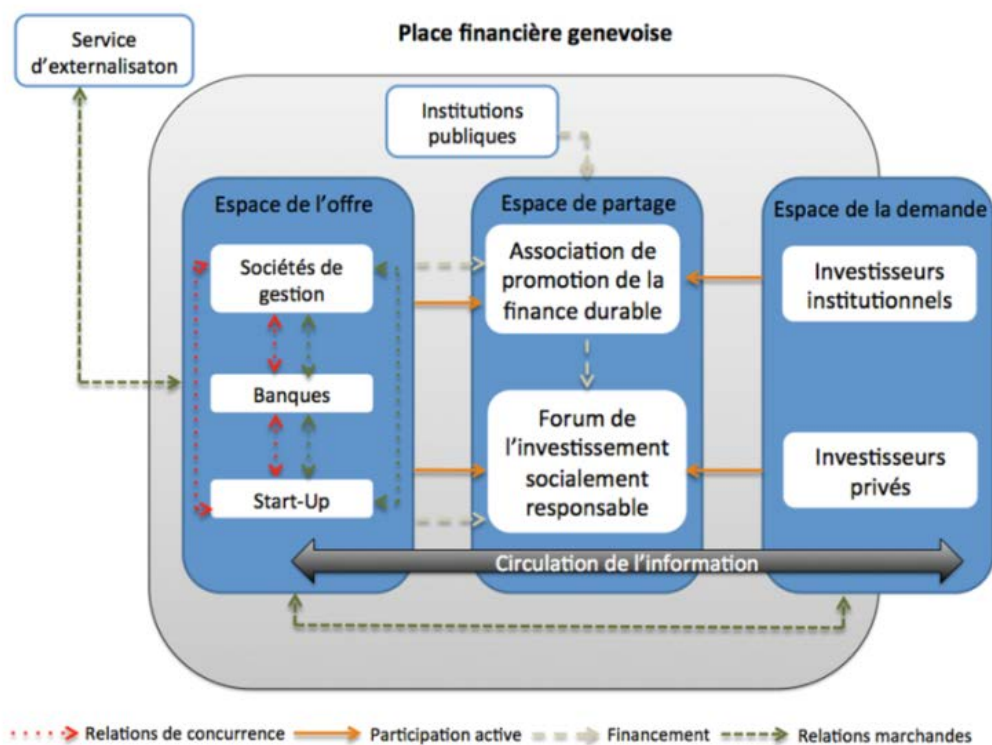 Place financière genevoise
Service
d'externalisaton
Institutions
publiques
Espace de l'offre
Sociétés de
gestion
Banques
Start-Up
Espace de partage
Association de
promotion de la
finance durable
Forum de
l'investissement
socialement
responsable
Espace de la demande
Investisseurs
institutionnels
Investisseurs
privés
Circulation de l'information
Relations de concurrence
Participation active
Financement
Relations marchandes